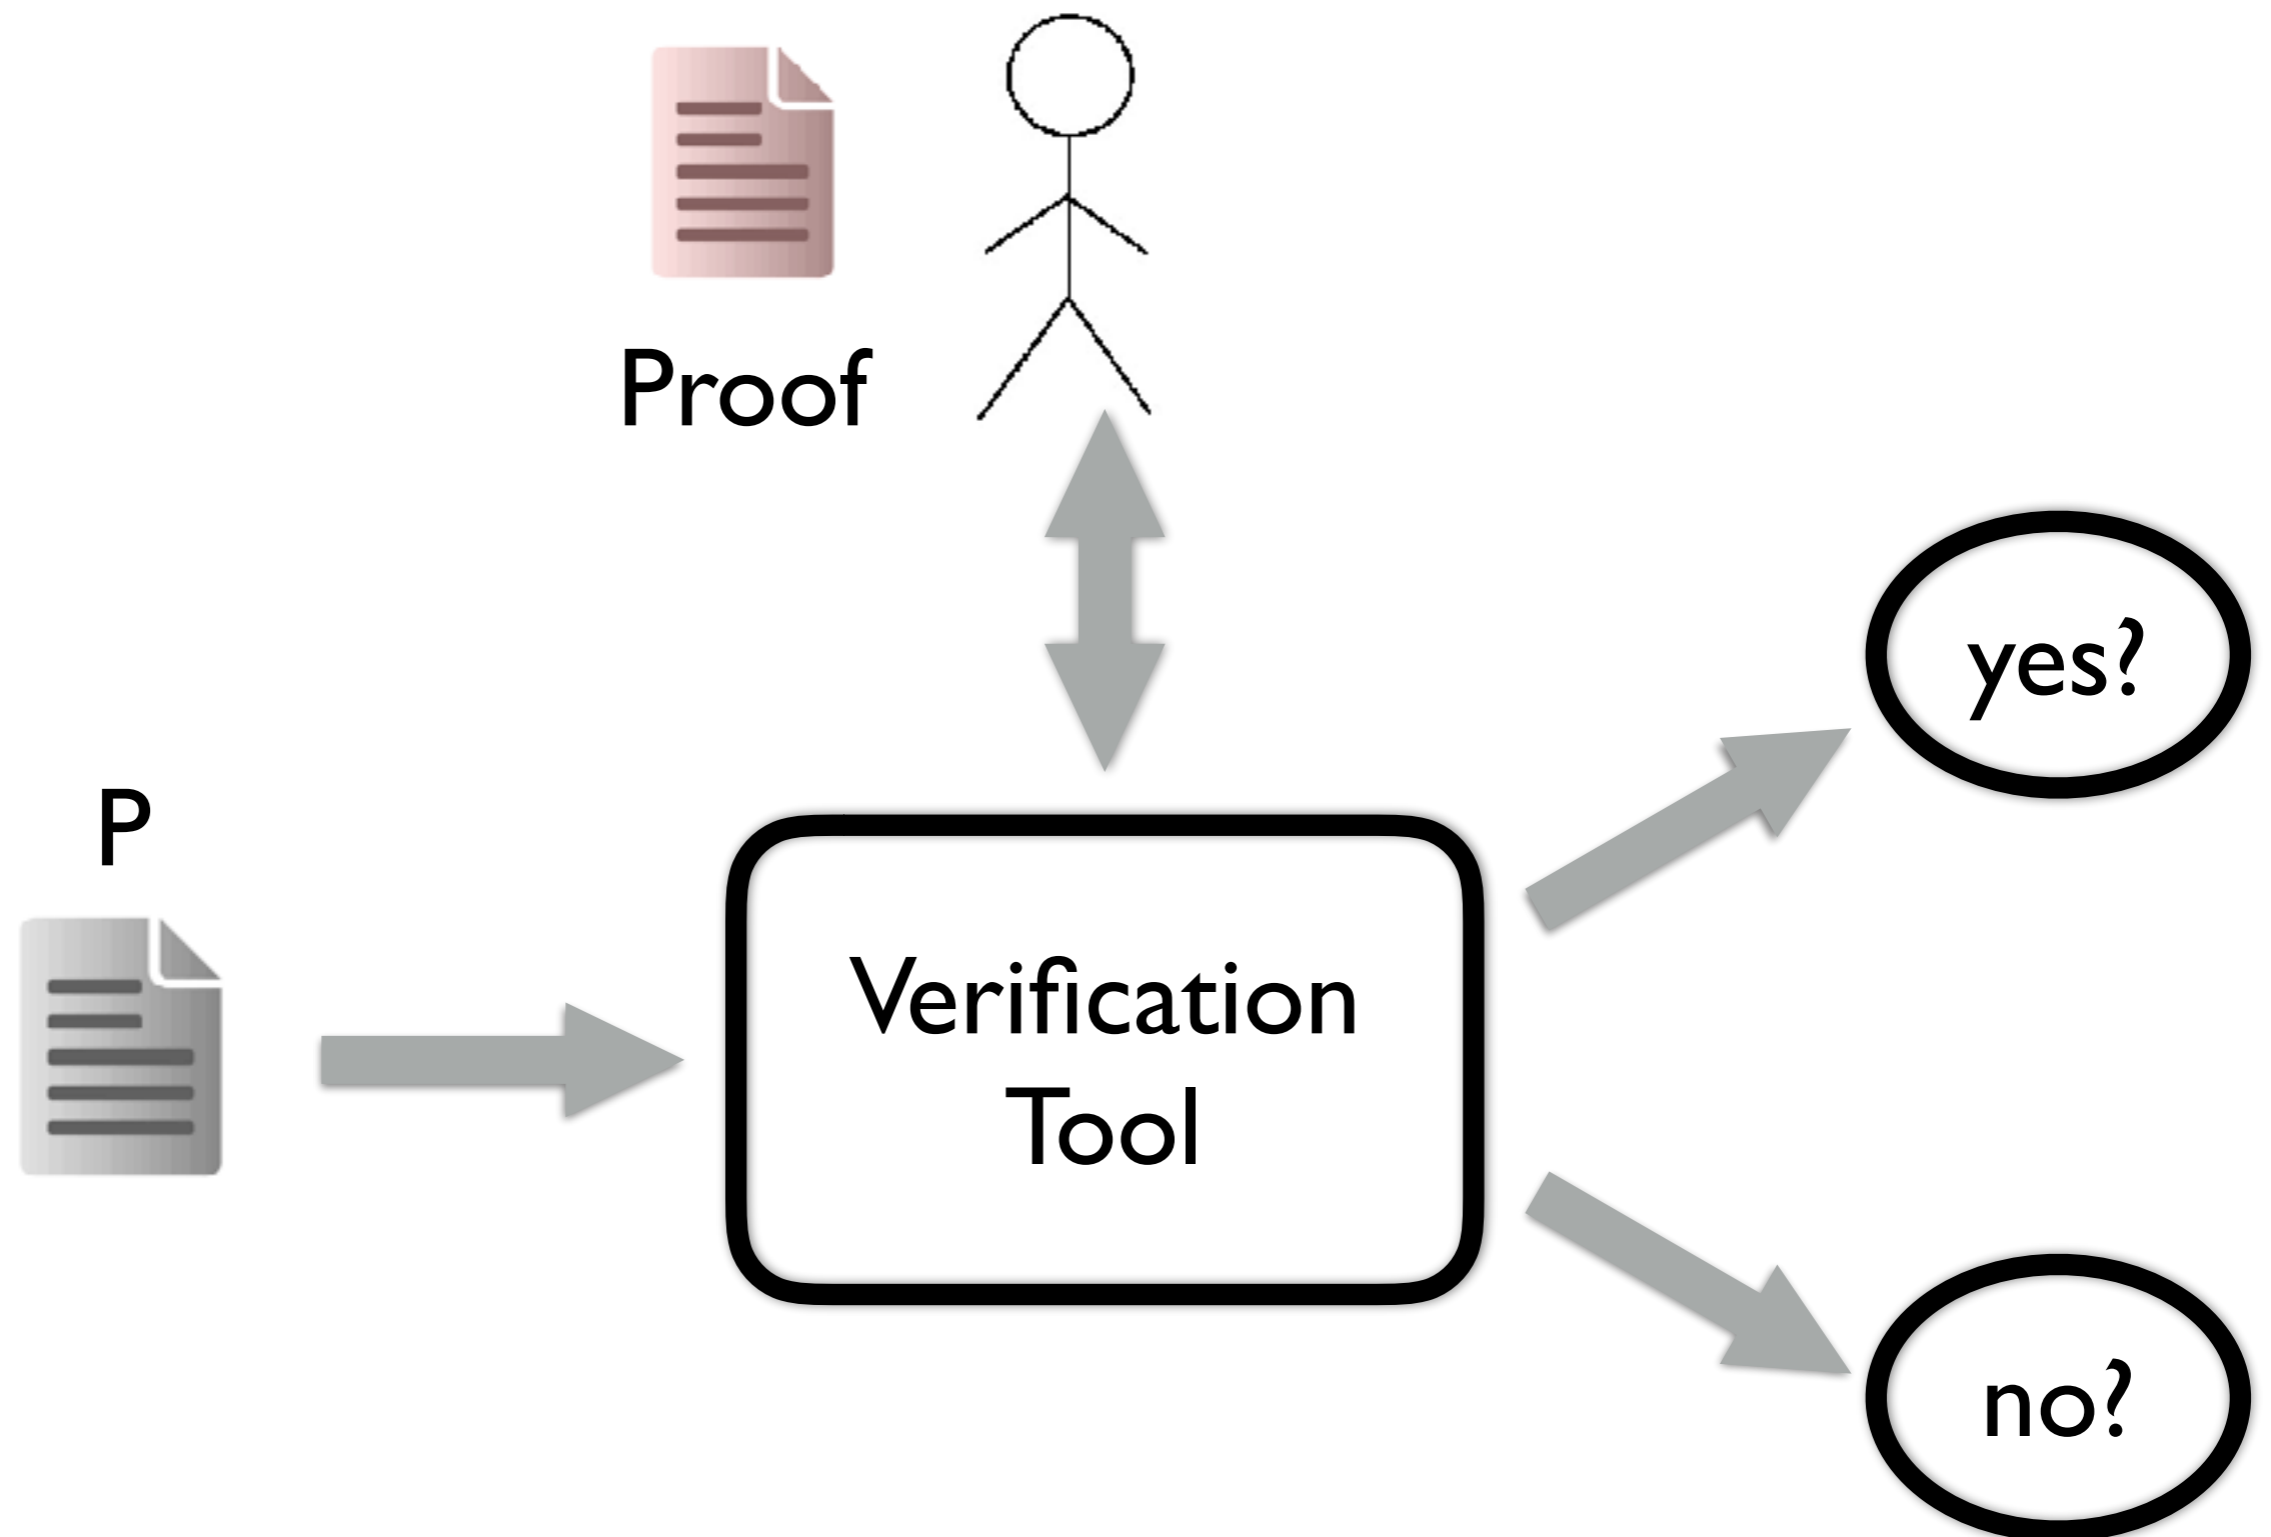 Proof
P
Verification
Tool
yes?
no?